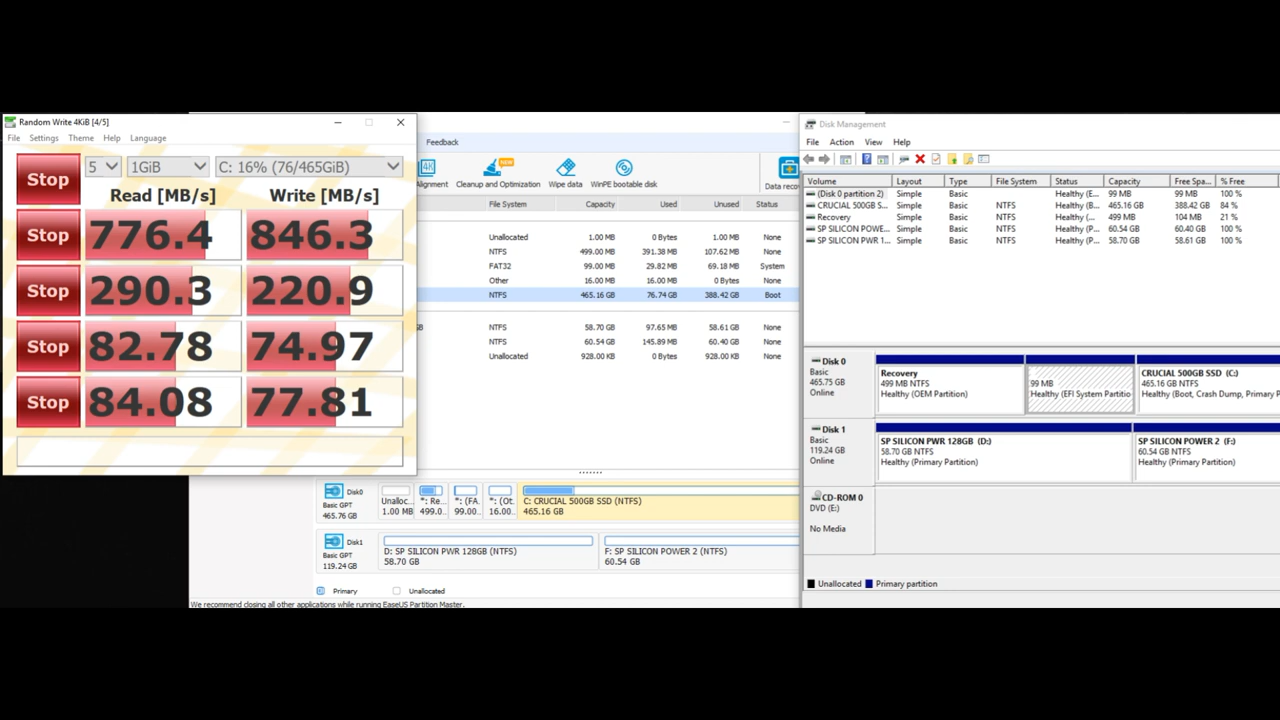 Random Write 4KiB [4/5]
File Settings Theme Help Language
Stop 5 1GiB C: 16% (76/465GiB)
Read [MB/s] Write [MB/s]
Stop 776.4 846.3
Stop 290.3 220.9
Stop 82.78 74.97
Stop 84.08 77.81
Feedback
4K
NEW
lignment Cleanup and Optimization Wipe data WinPE bootable disk Data reco
File System Capacity Used Unused Status
Unallocated 1.00 MB 0 Bytes 1.00 MB None
NTFS 499.00 MB 391.38 MB 107.62 MB None
FAT32 99.00 MB 29.82 MB 69.18 MB System
Other 16.00 MB 16.00 MB 0 Bytes None
NTFS 465.16 GB 76.74 GB 388.42 GB Boot
GB NTFS 58.70 GB 97.65 MB 58.61 GB None
NTFS 60.54 GB 145.89 MB 60.40 GB None
Unallocated 928.00 KB 0 Bytes 928.00 KB None
Disk0
Basic GPT
465.76 GB
Unalloc...
1.00 MB
*: Re...
499.0...
*: (FA...
99.00...
*: (Ot...
16.00...
C: CRUCIAL 500GB SSD (NTFS)
465.16 GB
Disk1
Basic GPT
119.24 GB
D: SP SILICON PWR 128GB (NTFS)
58.70 GB
F: SP SILICON POWER 2 (NTFS)
60.54 GB
Primary Unallocated
We recommend closing all other applications while running EaseUS Partition Master.
Disk Management
File Action View Help
Volume Layout Type File System Status Capacity Free Spa... % Free
(Disk 0 partition 2) Simple Basic Healthy (E... 99 MB 99 MB 100 %
CRUCIAL 500GB S... Simple Basic NTFS Healthy (B... 465.16 GB 388.42 GB 84 %
Recovery Simple Basic NTFS Healthy (... 499 MB 104 MB 21 %
SP SILICON POWE... Simple Basic NTFS Healthy (P... 60.54 GB 60.40 GB 100 %
SP SILICON PWR 1... Simple Basic NTFS Healthy (P... 58.70 GB 58.61 GB 100 %
Disk 0
Basic
465.75 GB
Online
Recovery
499 MB NTFS
Healthy (OEM Partition)
99 MB
Healthy (EFI System Partitio
CRUCIAL 500GB SSD (C:)
465.16 GB NTFS
Healthy (Boot, Crash Dump, Primary P
Disk 1
Basic
119.24 GB
Online
SP SILICON PWR 128GB (D:)
58.70 GB NTFS
Healthy (Primary Partition)
SP SILICON POWER 2 (F:)
60.54 GB NTFS
Healthy (Primary Partition)
CD-ROM 0
DVD (E:)
No Media
Unallocated Primary partition